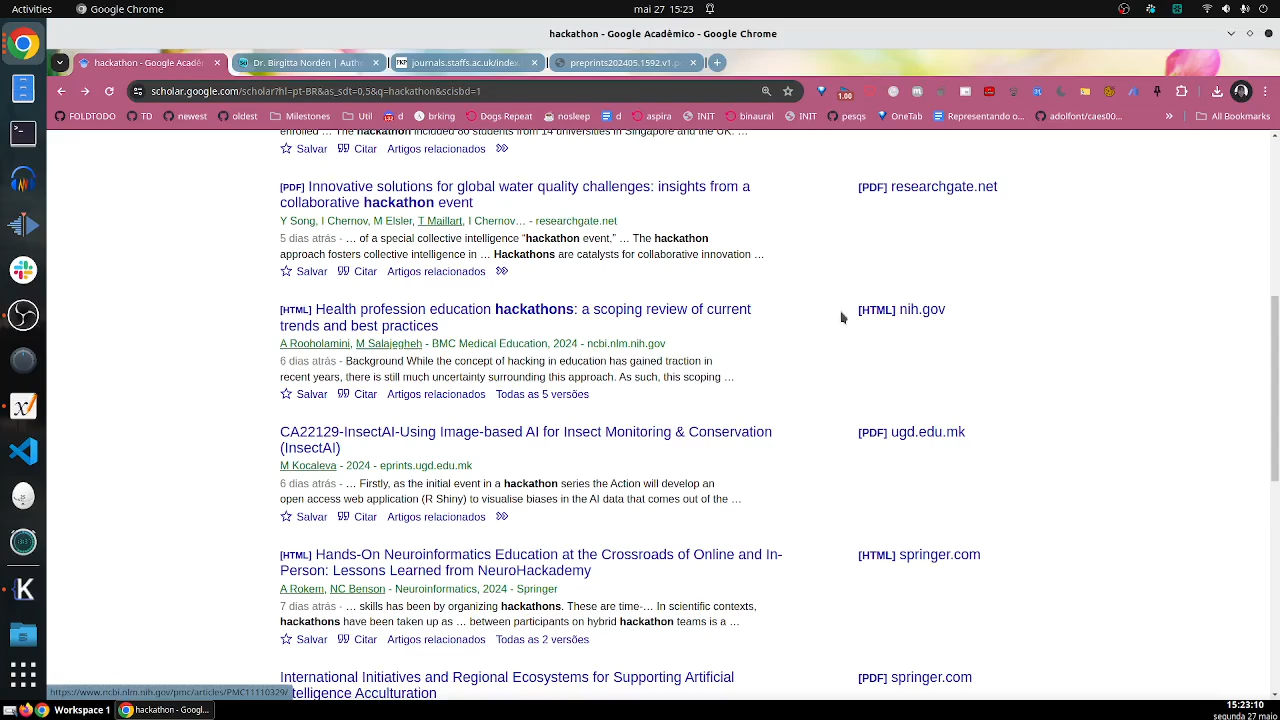 Activities
Google Chrome
mai 27 15:23
hackathon - Google Acadêmico - Google Chrome
hackathon - Google Acadê
Dr. Birgitta Nordén | Auth
journals.staffs.ac.uk/index.
preprints202405.1592.v1.p
scholar.google.com/scholar?hl=pt-BR&as_sdt=0,5&q=hackathon&scisbd=1
1.00
FOLDTODO
TD
newest
oldest
Milestones
Util
d
brking
Dogs Repeat
nosleep
d
aspira
INIT
binaural
INIT
pesqs
OneTab
Representando o...
adolfont/caes00...
All Bookmarks
enrolled … The hackathon included 80 students from 14 universities in Singapore and the UK. …
Salvar Citar Artigos relacionados
[PDF] Innovative solutions for global water quality challenges: insights from a
collaborative hackathon event
Y Song, I Chernov, M Elsler, T Maillart, I Chernov… - researchgate.net
5 dias atrás - … of a special collective intelligence “hackathon event,” … The hackathon
approach fosters collective intelligence in … Hackathons are catalysts for collaborative innovation …
Salvar Citar Artigos relacionados
[PDF] researchgate.net
[HTML] Health profession education hackathons: a scoping review of current
trends and best practices
A Rooholamini, M Salajegheh - BMC Medical Education, 2024 - ncbi.nlm.nih.gov
6 dias atrás - Background While the concept of hacking in education has gained traction in
recent years, there is still much uncertainty surrounding this approach. As such, this scoping …
Salvar Citar Artigos relacionados Todas as 5 versões
[HTML] nih.gov
CA22129-InsectAI-Using Image-based AI for Insect Monitoring & Conservation
(InsectAI)
M Kocaleva - 2024 - eprints.ugd.edu.mk
6 dias atrás - … Firstly, as the initial event in a hackathon series the Action will develop an
open access web application (R Shiny) to visualise biases in the AI data that comes out of the …
Salvar Citar Artigos relacionados
[PDF] ugd.edu.mk
[HTML] Hands-On Neuroinformatics Education at the Crossroads of Online and In-
Person: Lessons Learned from NeuroHackademy
A Rokem, NC Benson - Neuroinformatics, 2024 - Springer
7 dias atrás - … skills has been by organizing hackathons. These are time-… In scientific contexts,
hackathons have been taken up as … between participants on hybrid hackathon teams is a …
Salvar Citar Artigos relacionados Todas as 2 versões
[HTML] springer.com
International Initiatives and Regional Ecosystems for Supporting Artificial
ntelligence Acculturation
[PDF] springer.com
https://www.ncbi.nlm.nih.gov/pmc/articles/PMC11110329/
Workspace 1
hackathon - Googl...
15:23:10
segunda 27 maio